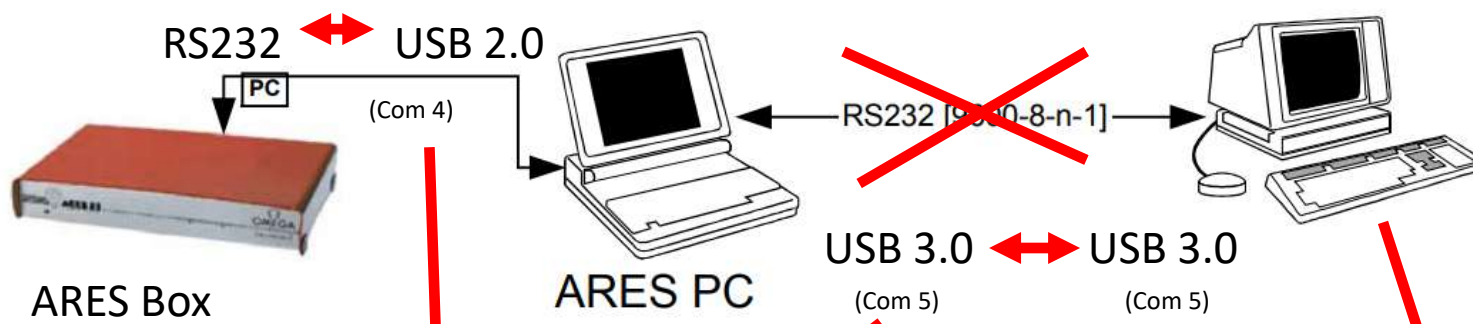 RS232
USB 2.0
PC
(Com 4)
RS232 [9600-8-n-1]
USB 3.0
USB 3.0
(Com 5)
(Com 5)
ARES Box
ARES PC